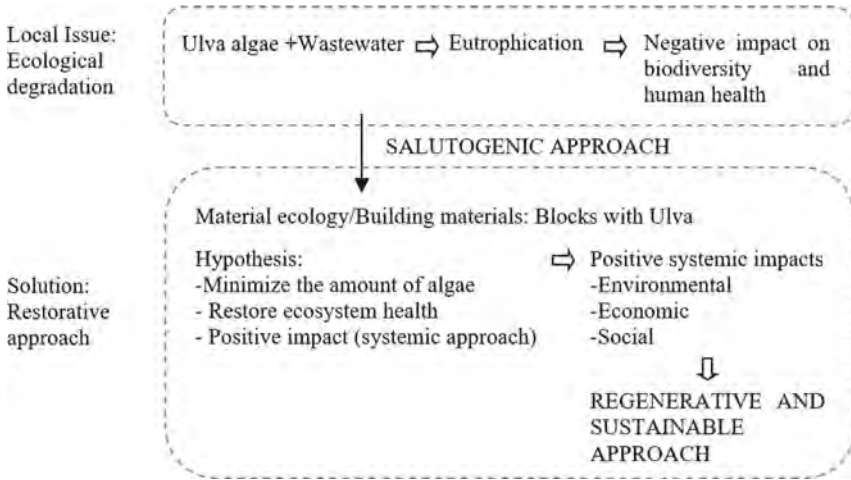 Local Issue:
Ecological
degradation
Ulva algae +Wastewater ⇨ Eutrophication ⇨ Negative impact on
biodiversity and
human health
SALUTOGENIC APPROACH
Solution:
Restorative
approach
Material ecology/Building materials: Blocks with Ulva
Hypothesis:
-Minimize the amount of algae
- Restore ecosystem health
- Positive impact (systemic approach)
⇨ Positive systemic impacts
-Environmental
-Economic
-Social
REGENERATIVE AND
SUSTAINABLE
APPROACH